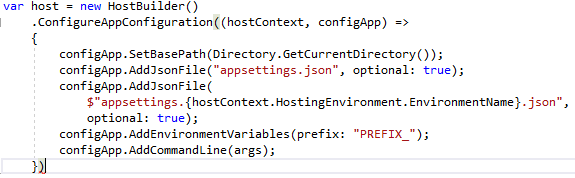 var host = new HostBuilder()
    .ConfigureAppConfiguration((hostContext, configApp) =>
    {
        configApp.SetBasePath(Directory.GetCurrentDirectory());
        configApp.AddJsonFile("appsettings.json", optional: true);
        configApp.AddJsonFile(
            $"appsettings.{hostContext.HostingEnvironment.EnvironmentName}.json",
            optional: true);
        configApp.AddEnvironmentVariables(prefix: "PREFIX_");
        configApp.AddCommandLine(args);
    })